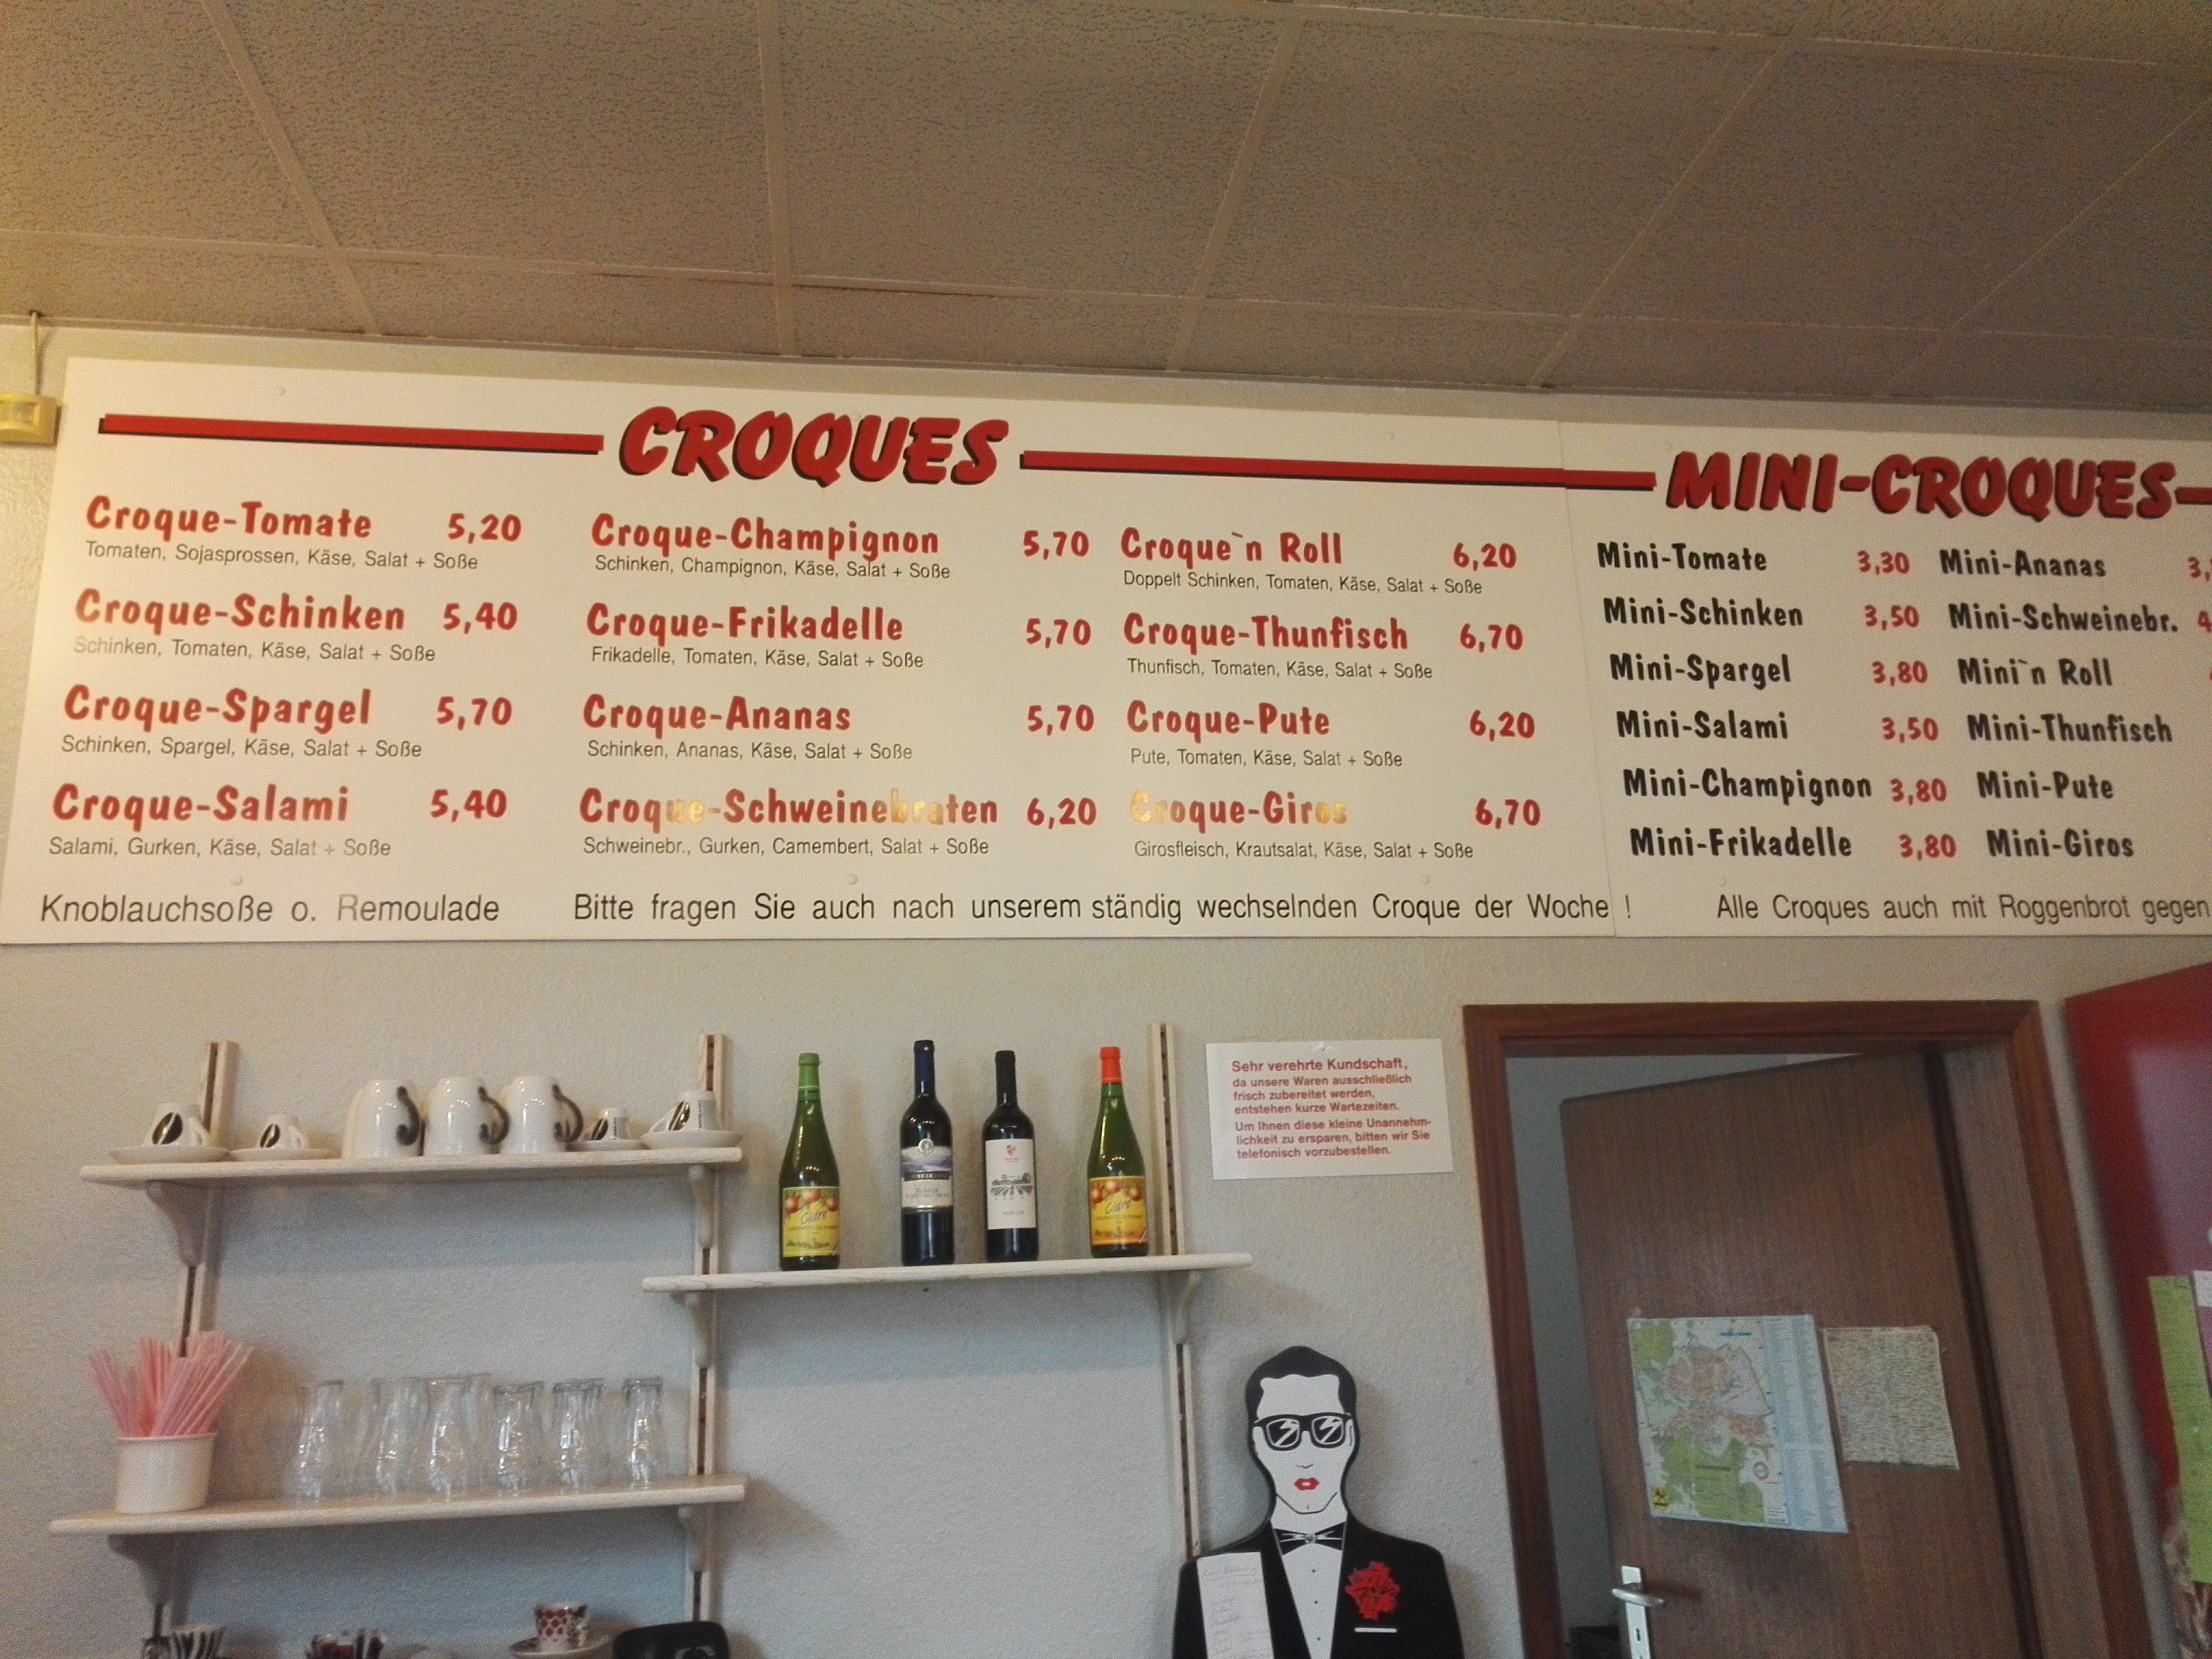 CROQUES
Croque-Tomate 5,20
Tomaten, Sojasprossen, Käse, Salat + Soße
Croque-Schinken 5,40
Schinken, Tomaten, Käse, Salat + Soße
Croque-Spargel 5,70
Schinken, Spargel, Käse, Salat + Soße
Croque-Salami 5,40
Salami, Gurken, Käse, Salat + Soße
Croque-Champignon 5,70
Schinken, Champignon, Käse, Salat + Soße
Croque-Frikadelle 5,70
Frikadelle, Tomaten, Käse, Salat + Soße
Croque-Ananas 5,70
Schinken, Ananas, Käse, Salat + Soße
Croque-Schweinebraten 6,20
Schweinebr., Gurken, Camembert, Salat + Soße
Croque`n Roll 6,20
Doppelt Schinken, Tomaten, Käse, Salat + Soße
Croque-Thunfisch 6,70
Thunfisch, Tomaten, Käse, Salat + Soße
Croque-Pute 6,20
Pute, Tomaten, Käse, Salat + Soße
Croque-Giros 6,70
Girosfleisch, Krautsalat, Käse, Salat + Soße
Knoblauchsoße o. Remoulade
Bitte fragen Sie auch nach unserem ständig wechselnden Croque der Woche !
MINI-CROQUES
Mini-Tomate 3,30
Mini-Schinken 3,50
Mini-Spargel 3,80
Mini-Salami 3,50
Mini-Champignon 3,80
Mini-Frikadelle 3,80
Mini-Ananas
Mini-Schweinebr.
Mini`n Roll
Mini-Thunfisch
Mini-Pute
Mini-Giros
Alle Croques auch mit Roggenbrot gegen
Sehr verehrte Kundschaft,
da unsere Waren ausschließlich
frisch zubereitet werden,
entstehen kurze Wartezeiten.
Um Ihnen diese kleine Unannehm-
lichkeit zu ersparen, bitten wir Sie
telefonisch vorzubestellen.
Cidre
Cidre